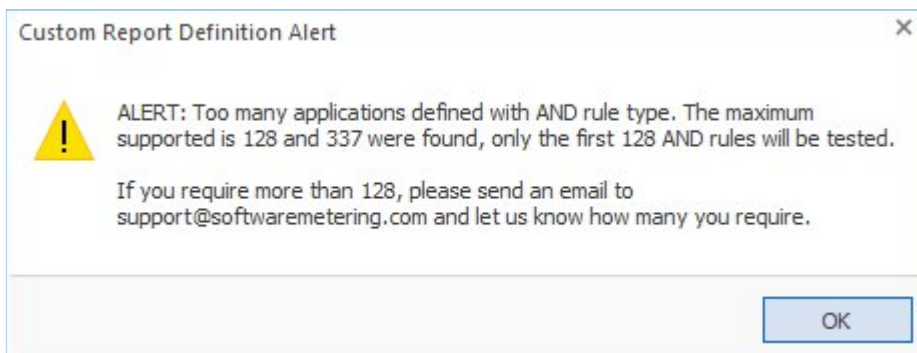 Custom Report Definition Alert
ALERT: Too many applications defined with AND rule type. The maximum
supported is 128 and 337 were found, only the first 128 AND rules will be tested.
If you require more than 128, please send an email to
support@softwaremetering.com and let us know how many you require.
OK